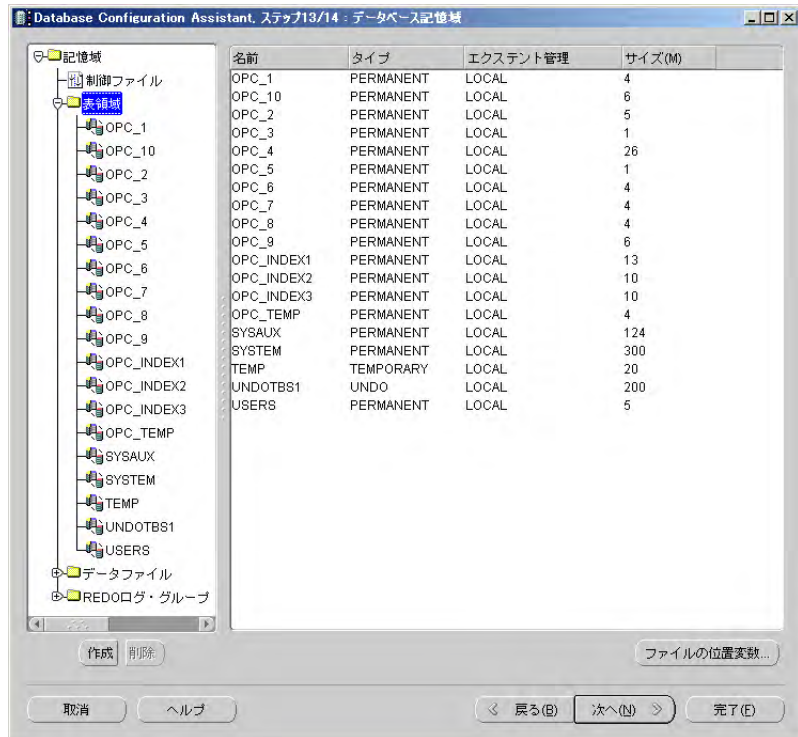 Database Configuration Assistant, ステップ13/14 : データベース記憶域
記憶域
制御ファイル
表領域
OPC_1
OPC_10
OPC_2
OPC_3
OPC_4
OPC_5
OPC_6
OPC_7
OPC_8
OPC_9
OPC_INDEX1
OPC_INDEX2
OPC_INDEX3
OPC_TEMP
SYSAUX
SYSTEM
TEMP
UNDOTBS1
USERS
データファイル
REDOログ・グループ
名前 タイプ エクステント管理 サイズ(M)
OPC_1 PERMANENT LOCAL 4
OPC_10 PERMANENT LOCAL 6
OPC_2 PERMANENT LOCAL 5
OPC_3 PERMANENT LOCAL 1
OPC_4 PERMANENT LOCAL 26
OPC_5 PERMANENT LOCAL 1
OPC_6 PERMANENT LOCAL 4
OPC_7 PERMANENT LOCAL 4
OPC_8 PERMANENT LOCAL 4
OPC_9 PERMANENT LOCAL 6
OPC_INDEX1 PERMANENT LOCAL 13
OPC_INDEX2 PERMANENT LOCAL 10
OPC_INDEX3 PERMANENT LOCAL 10
OPC_TEMP PERMANENT LOCAL 4
SYSAUX PERMANENT LOCAL 124
SYSTEM PERMANENT LOCAL 300
TEMP TEMPORARY LOCAL 20
UNDOTBS1 UNDO LOCAL 200
USERS PERMANENT LOCAL 5
作成 削除 ファイルの位置変数...
取消 ヘルプ 戻る(B) 次へ(N) 完了(F)